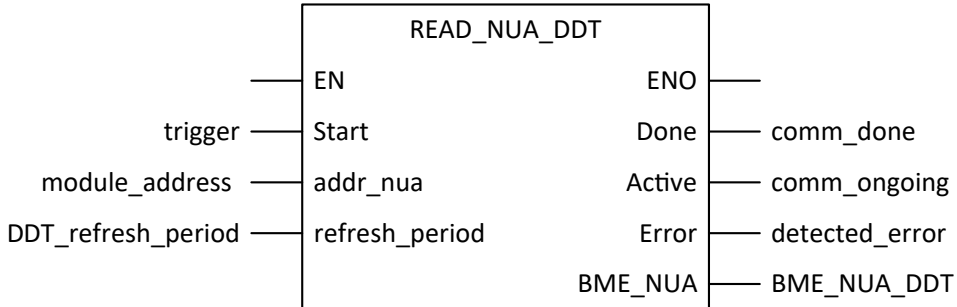 READ_NUA_DDT
EN ENO
trigger Start Done comm_done
module_address addr_nua Active comm_ongoing
DDT_refresh_period refresh_period Error detected_error
BME_NUA BME_NUA_DDT